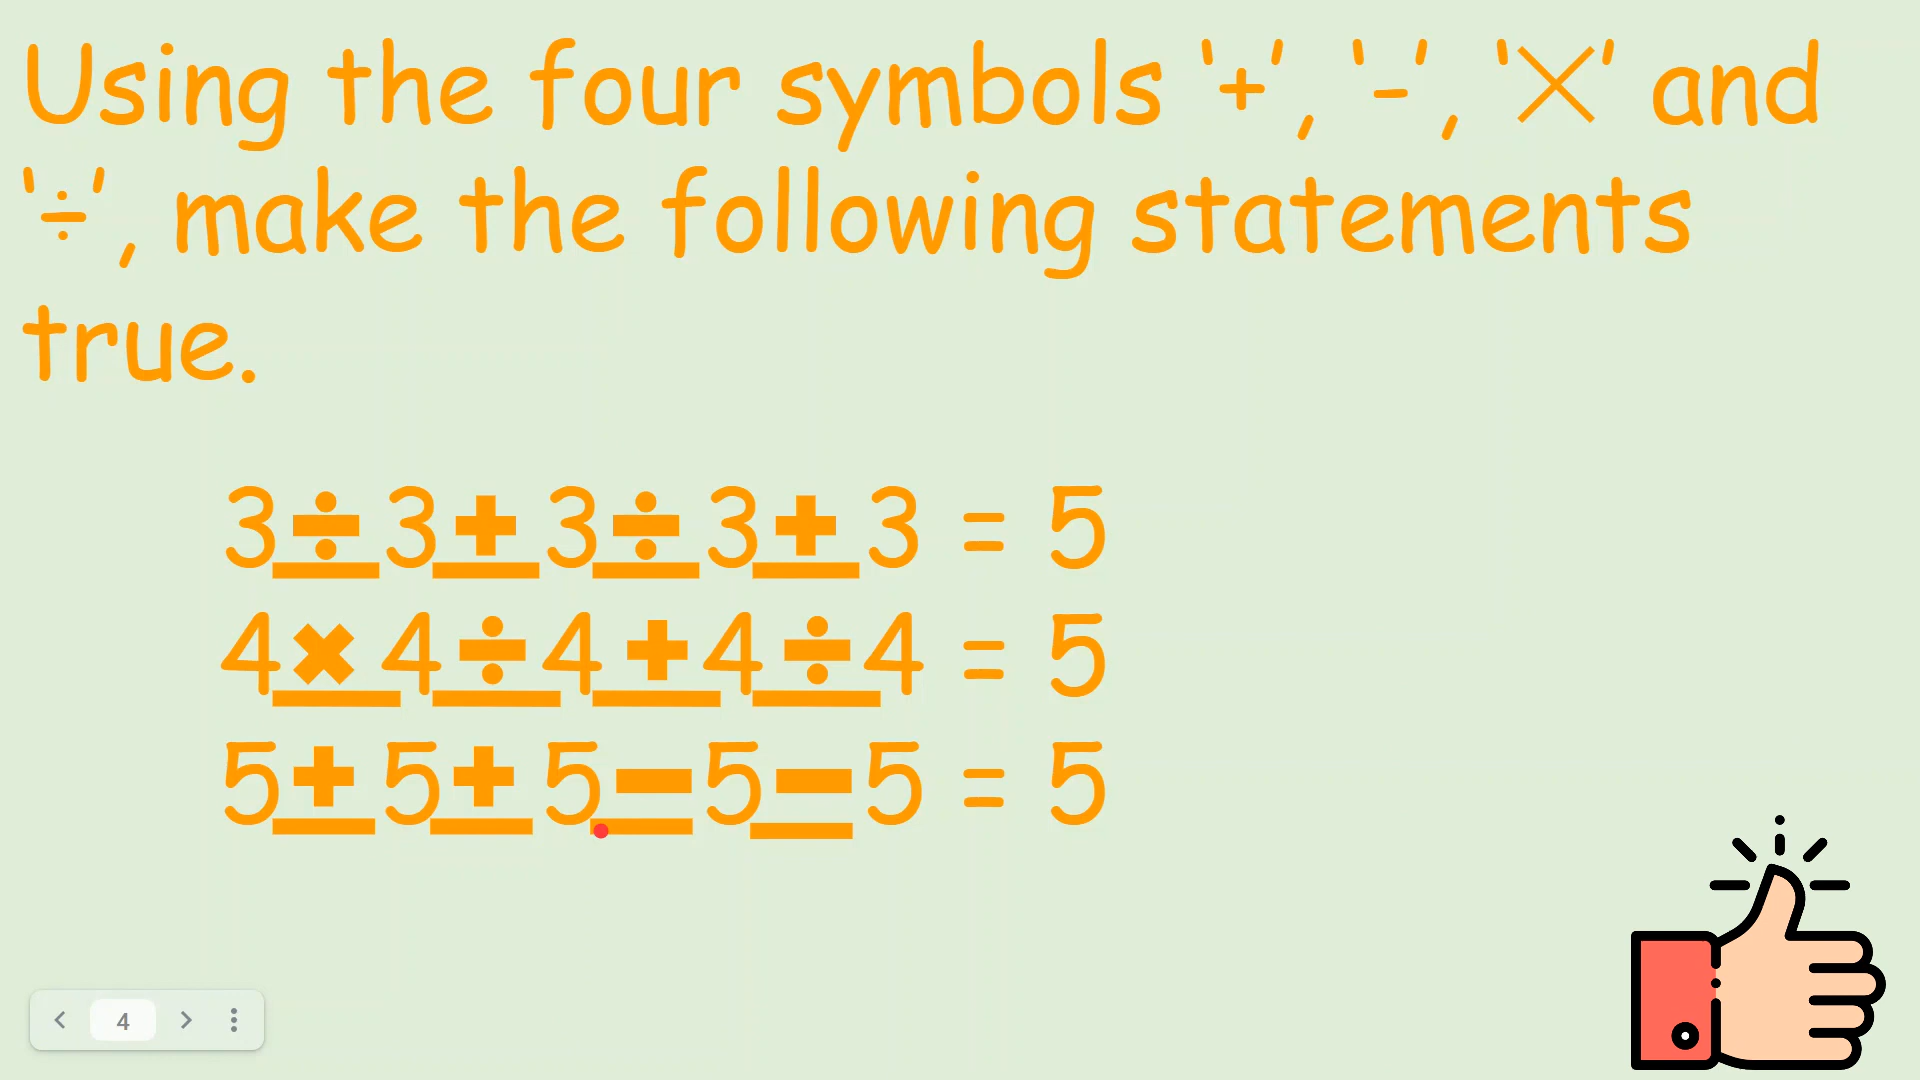 Using the four symbols '+', '-', '×' and
'÷', make the following statements
true.
3÷3+3÷3+3 = 5
4×4÷4+4÷4 = 5
5+5+5-5-5 = 5
4